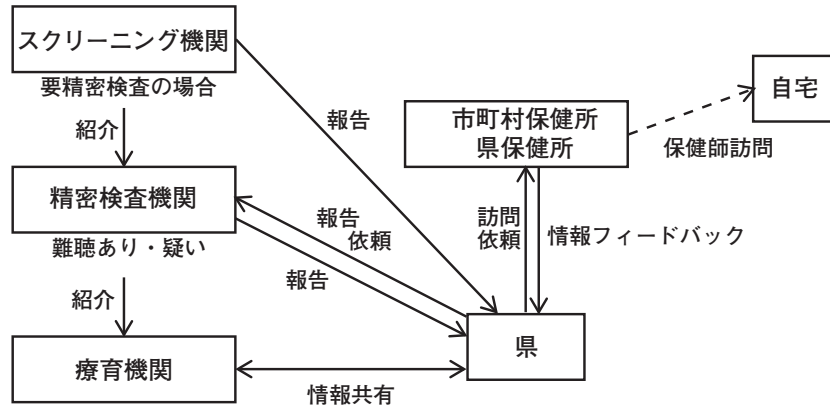 スクリーニング機関
要精密検査の場合
紹介
報告
市町村保健所
県保健所
自宅
保健師訪問
精密検査機関
難聴あり・疑い
報告
依頼
報告
訪問
依頼
情報フィードバック
紹介
療育機関
情報共有
県